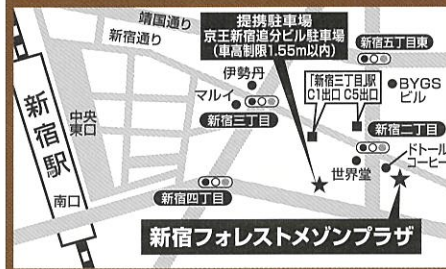 靖国通り
新宿通り
提携駐車場
京王新宿追分ビル駐車場
(車高制限1.55m以内)
新宿五丁目東
伊勢丹
マルイ
新宿三丁目
「新宿三丁目」駅
C1出口 C5出口
BYGS
ビル
新宿二丁目
新宿駅
中央
東口
南口
世界堂
ドトール
コーヒー
新宿四丁目
新宿フォレストメゾンプラザ